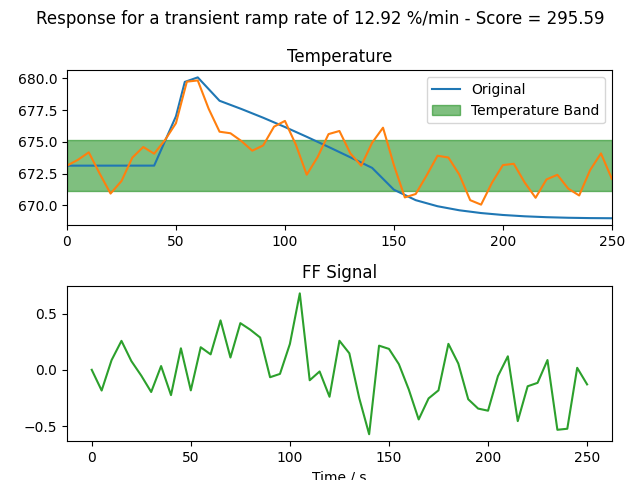 Response for a transient ramp rate of 12.92 %/min - Score = 295.59
Temperature
680.0
677.5
675.0
672.5
670.0
Original
Temperature Band
0 50 100 150 200 250
FF Signal
0.5
0.0
−0.5
0 50 100 150 200 250
Time / s